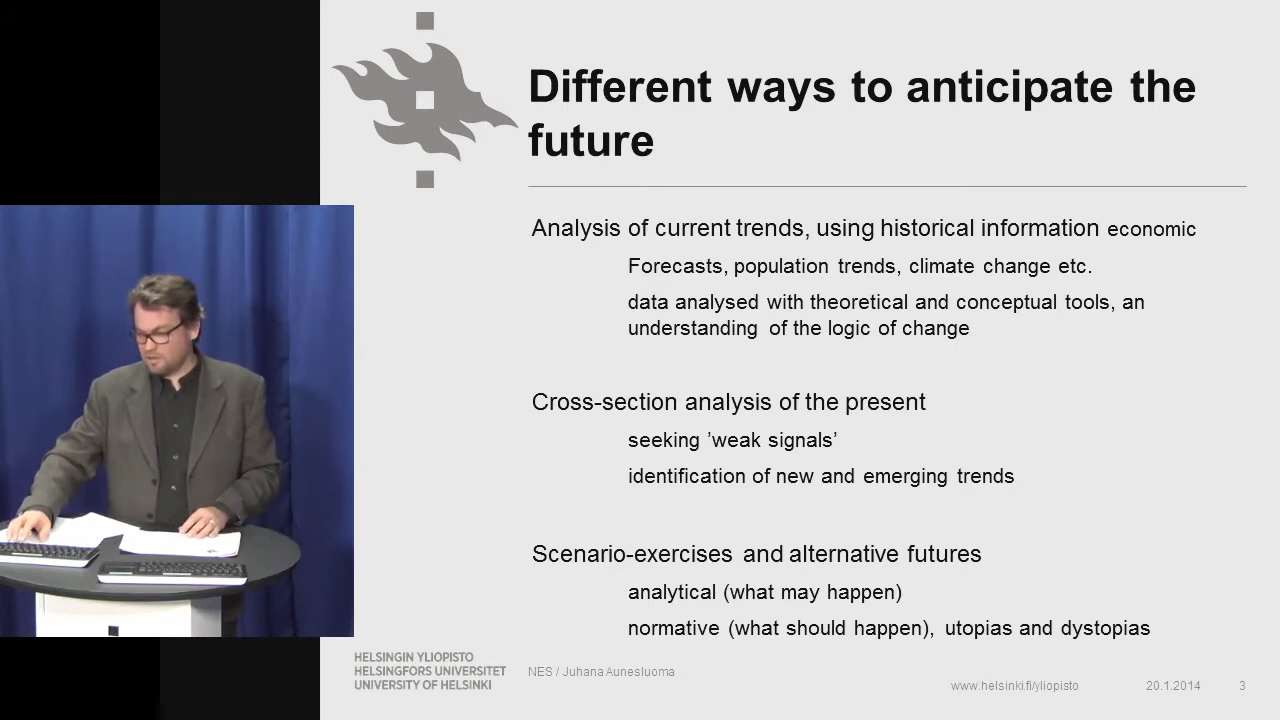 Different ways to anticipate the
future
Analysis of current trends, using historical information economic
Forecasts, population trends, climate change etc.
data analysed with theoretical and conceptual tools, an
understanding of the logic of change
Cross-section analysis of the present
seeking ’weak signals’
identification of new and emerging trends
Scenario-exercises and alternative futures
analytical (what may happen)
normative (what should happen), utopias and dystopias
HELSINGIN YLIOPISTO
HELSINGFORS UNIVERSITET
UNIVERSITY OF HELSINKI
NES / Juhana Aunesluoma
www.helsinki.fi/yliopisto
20.1.2014
3